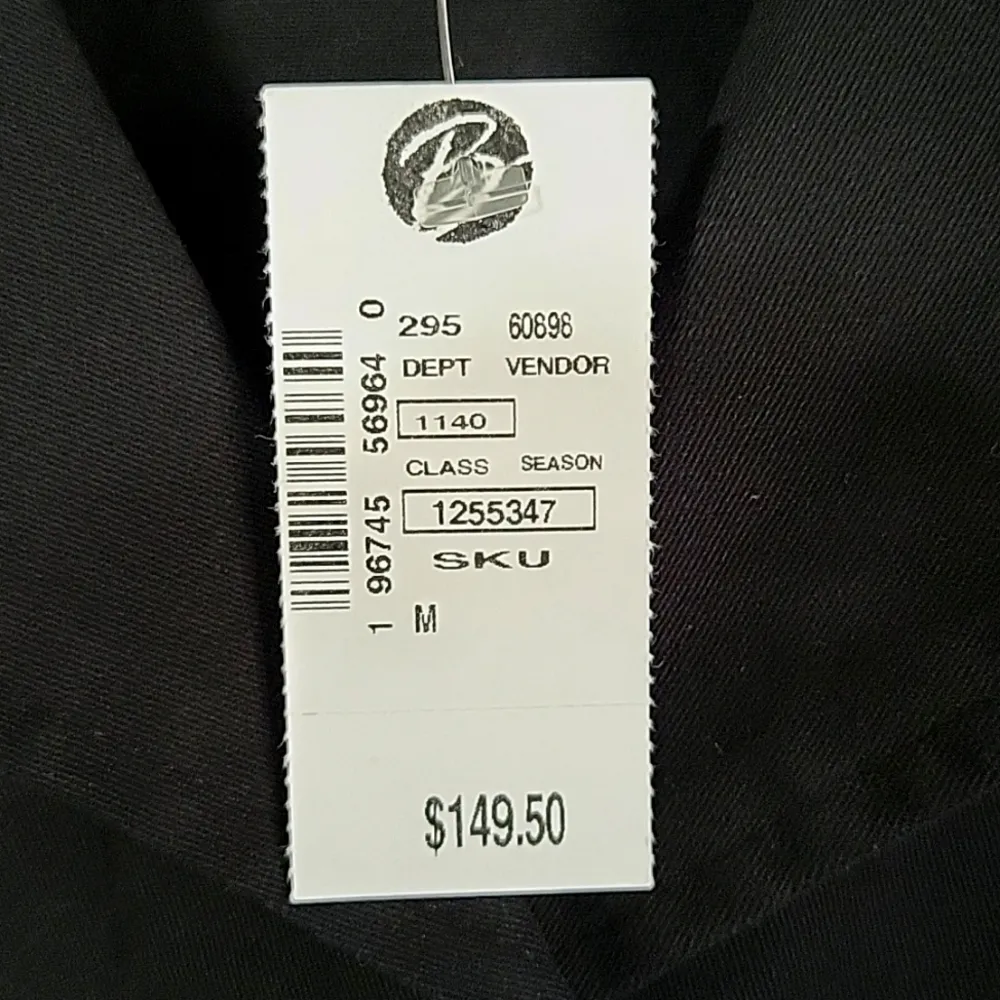 B
295 60898
DEPT VENDOR
1140
CLASS SEASON
1255347
SKU
M
1 96745 56964 0
$149.50